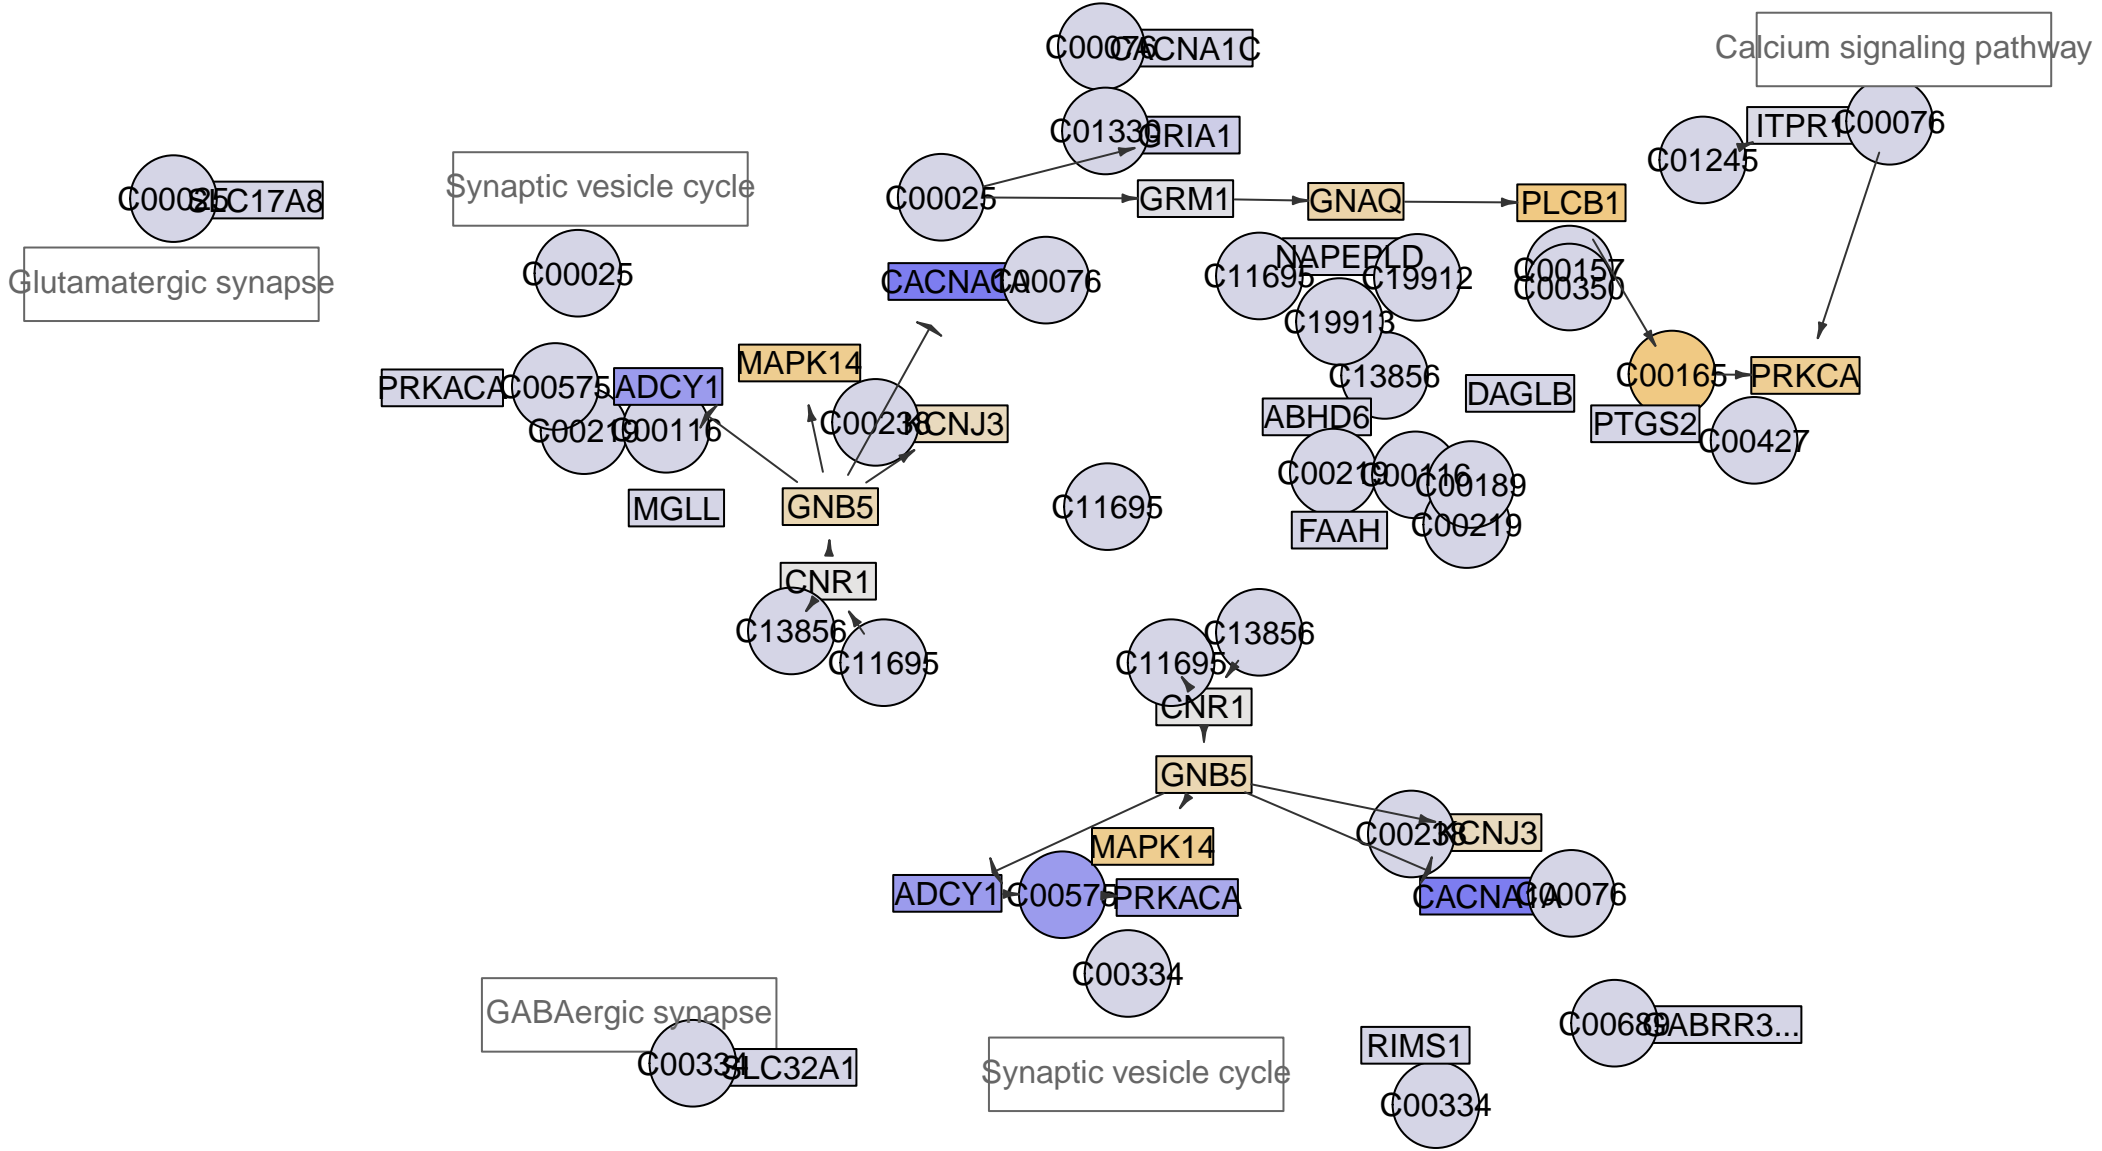 C00076
CACNA1C
Calcium signaling pathway
C01330
GRIA1
ITPR1
C00076
C01245
Synaptic vesicle cycle
C00025
SLC17A8
C00025
GRM1
GNAQ
PLCB1
Glutamatergic synapse
C00025
CACNA1A
C00076
C11695
NAPEPLD
C19912
C00157
C00350
C19913
MAPK14
PRKACA
C00575
ADCY1
C13856
DAGLB
C00165
PRKCA
C00219
C00116
C00238
KCNJ3
ABHD6
PTGS2
C00427
C00219
C00116
C00189
MGLL
GNB5
C11695
FAAH
C00219
CNR1
C13856
C11695
C11695
C13856
CNR1
GNB5
MAPK14
C00238
KCNJ3
ADCY1
C00575
PRKACA
CACNA1A
C00076
C00334
GABAergic synapse
C00334
SLC32A1
Synaptic vesicle cycle
RIMS1
C00689
GABRR3...
C00334